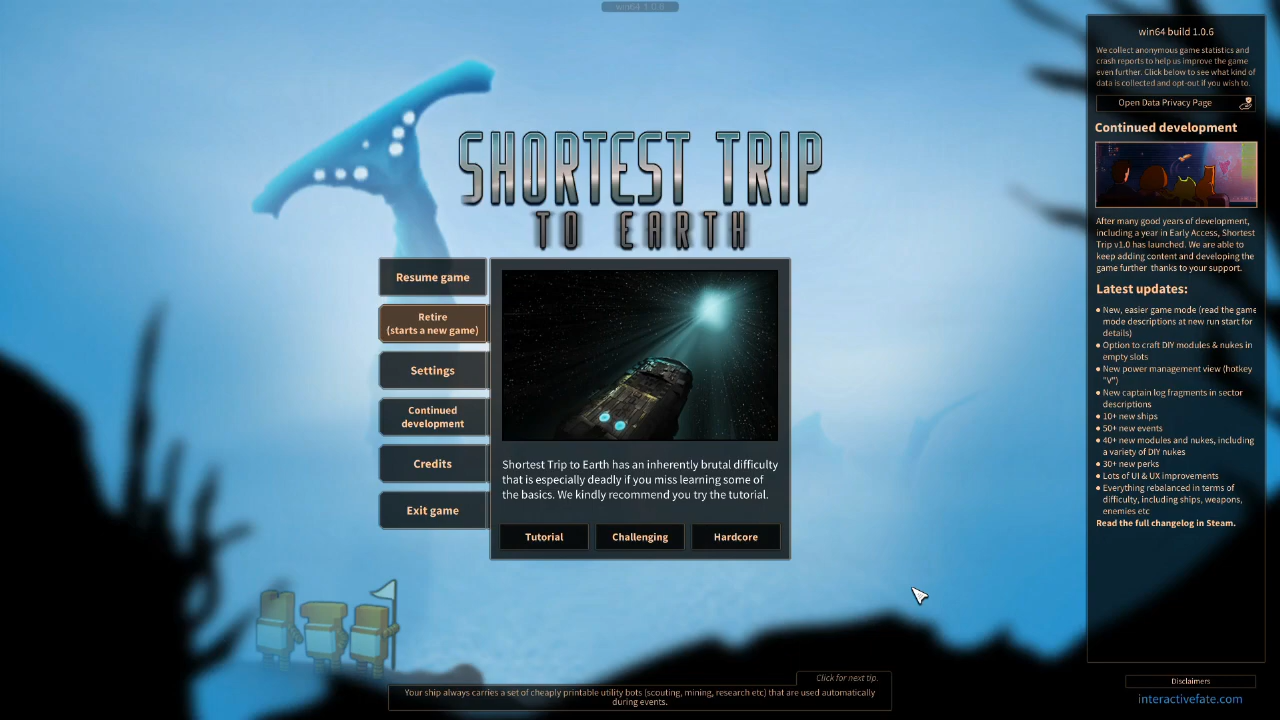 win64 1.0.6
SHORTEST TRIP
TO EARTH
Resume game
Retire
(starts a new game)
Settings
Continued
development
Credits
Exit game
Shortest Trip to Earth has an inherently brutal difficulty
that is especially deadly if you miss learning some of
the basics. We kindly recommend you try the tutorial.
Tutorial
Challenging
Hardcore
Click for next tip.
Your ship always carries a set of cheaply printable utility bots (scouting, mining, research etc) that are used automatically
during events.
win64 build 1.0.6
We collect anonymous game statistics and
crash reports to help us improve the game
even further. Click below to see what kind of
data is collected and opt-out if you wish to.
Open Data Privacy Page
Continued development
After many good years of development,
including a year in Early Access, Shortest
Trip v1.0 has launched. We are able to
keep adding content and developing the
game further thanks to your support.
Latest updates:
● New, easier game mode (read the game
mode descriptions at new run start for
details)
● Option to craft DIY modules & nukes in
empty slots
● New power management view (hotkey
"V")
● New captain log fragments in sector
descriptions
● 10+ new ships
● 50+ new events
● 40+ new modules and nukes, including
a variety of DIY nukes
● 30+ new perks
● Lots of UI & UX improvements
● Everything rebalanced in terms of
difficulty, including ships, weapons,
enemies etc
Read the full changelog in Steam.
Disclaimers
interactivefate.com